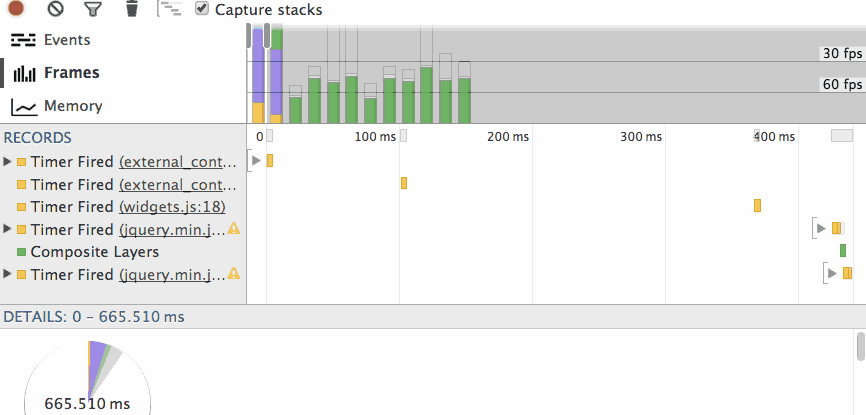 Capture stacks
Events
Frames
Memory
30 fps
60 fps
RECORDS
0 100 ms 200 ms 300 ms 400 ms
Timer Fired (external_cont...
Timer Fired (external_cont...
Timer Fired (widgets.js:18)
Timer Fired (jquery.min.j...
Composite Layers
Timer Fired (jquery.min.j...
DETAILS: 0 – 665.510 ms
665.510 ms